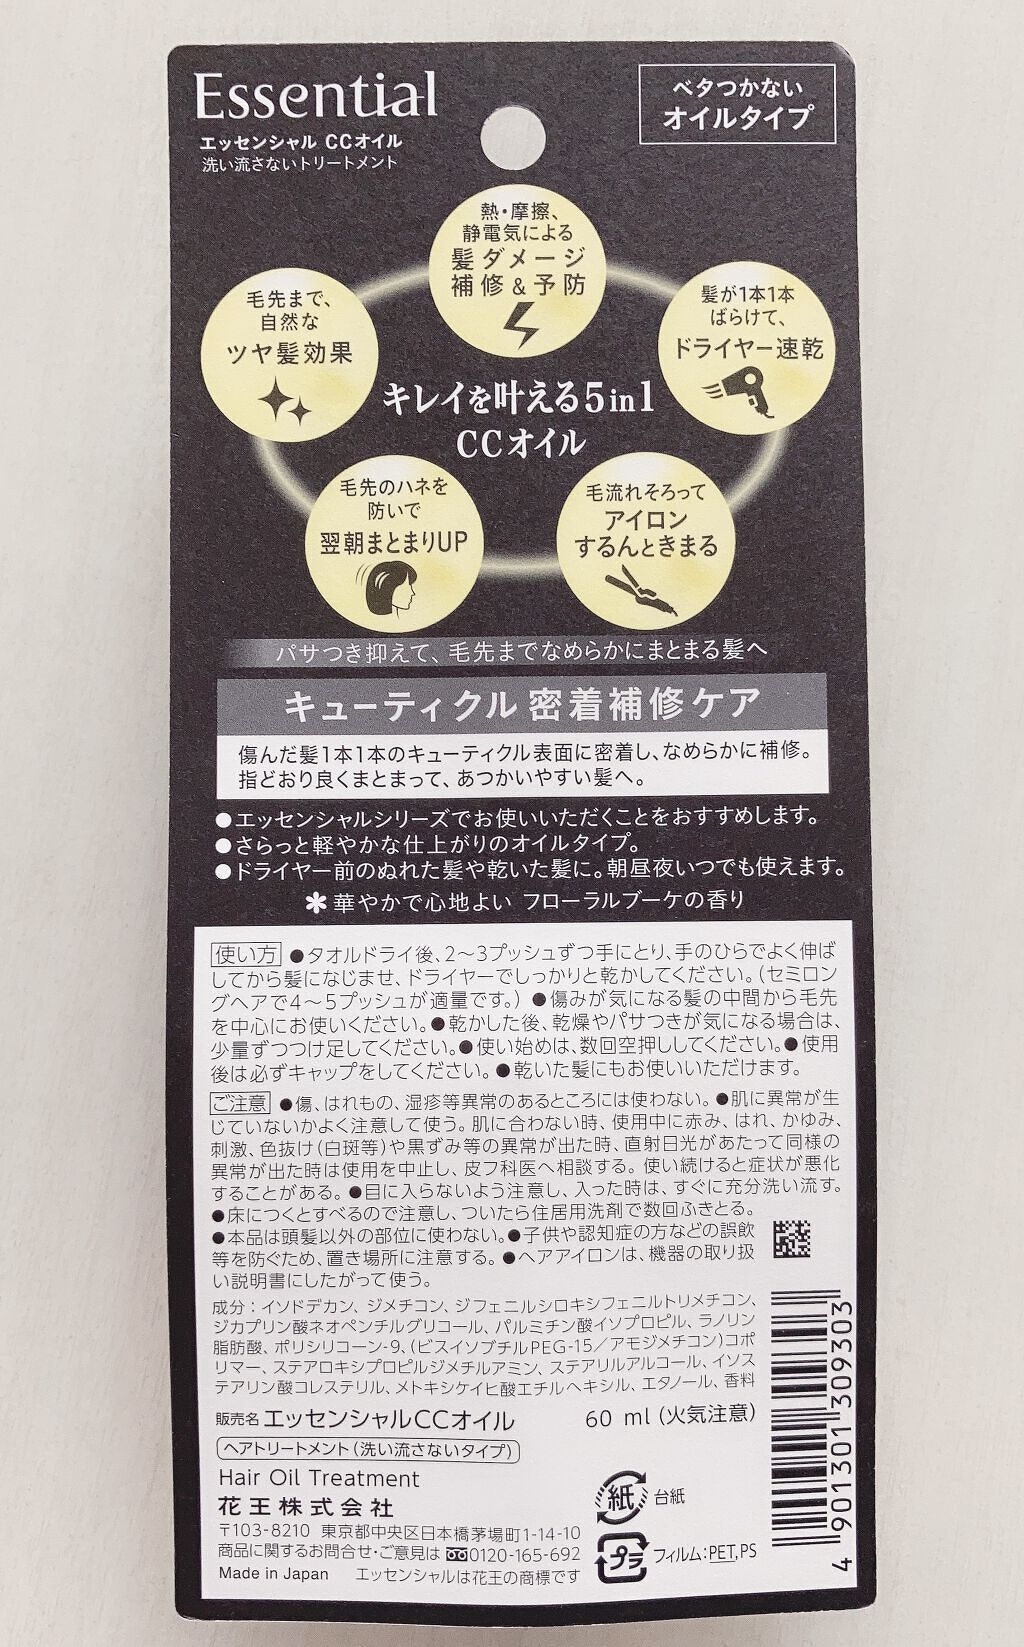 Essential
エッセンシャル CCオイル
洗い流さないトリートメント
ベタつかない
オイルタイプ
熱・摩擦、
静電気による
髪ダメージ
補修&予防
毛先まで、
自然な
ツヤ髪効果
髪が1本1本
ばらけて、
ドライヤー速乾
キレイを叶える5in1
CCオイル
毛先のハネを
防いで
翌朝まとまりUP
毛流れそろって
アイロン
するんときまる
パサつき抑えて、毛先までなめらかにまとまる髪へ
キューティクル 密着補修ケア
傷んだ髪1本1本のキューティクル表面に密着し、なめらかに補修。
指どおり良くまとまって、あつかいやすい髪へ。
●エッセンシャルシリーズでお使いいただくことをおすすめします。
●さらっと軽やかな仕上がりのオイルタイプ。
●ドライヤー前のぬれた髪や乾いた髪に。朝昼夜いつでも使えます。
✻華やかで心地よい フローラルブーケの香り
使い方 ●タオルドライ後、2～3プッシュずつ手にとり、手のひらでよく伸ば
してから髪になじませ、ドライヤーでしっかりと乾かしてください。(セミロン
グヘアで4～5プッシュが適量です。) ●傷みが気になる髪の中間から毛先
を中心にお使いください。●乾かした後、乾燥やパサつきが気になる場合は、
少量ずつつけ足してください。●使い始めは、数回空押ししてください。●使用
後は必ずキャップをしてください。●乾いた髪にもお使いいただけます。
ご注意 ●傷、はれもの、湿疹等異常のあるところには使わない。●肌に異常が生
じていないかよく注意して使う。肌に合わない時、使用中に赤み、はれ、かゆみ、
刺激、色抜け(白斑等)や黒ずみ等の異常が出た時、直射日光があたって同様の
異常が出た時は使用を中止し、皮フ科医へ相談する。使い続けると症状が悪化
することがある。●目に入らないよう注意し、入った時は、すぐに充分洗い流す。
●床につくとすべるので注意し、ついたら住居用洗剤で数回ふきとる。
●本品は頭髪以外の部位に使わない。●子供や認知症の方などの誤飲
等を防ぐため、置き場所に注意する。●ヘアアイロンは、機器の取り扱
い説明書にしたがって使う。
成分：イソドデカン、ジメチコン、ジフェニルシロキシフェニルトリメチコン、
ジカプリン酸ネオペンチルグリコール、パルミチン酸イソプロピル、ラノリン
脂肪酸、ポリシリコーン-9、(ビスイソブチルPEG-15／アモジメチコン)コポ
リマー、ステアロキシプロピルジメチルアミン、ステアリルアルコール、イソス
テアリン酸コレステリル、メトキシケイヒ酸エチルヘキシル、エタノール、香料
販売名 エッセンシャルCCオイル 60 ml (火気注意)
ヘアトリートメント(洗い流さないタイプ)
Hair Oil Treatment
花王株式会社
〒103-8210 東京都中央区日本橋茅場町1-14-10
商品に関するお問合せ・ご意見は 0120-165-692
Made in Japan エッセンシャルは花王の商標です
紙 台紙
プラ フィルム：PET,PS
4 901301 309303